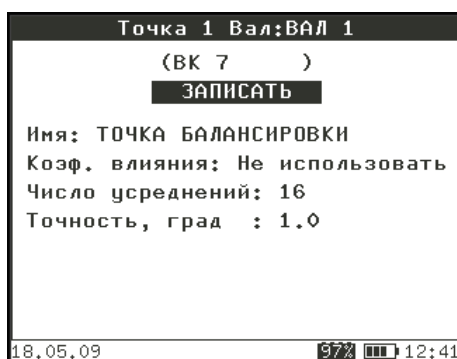 Точка 1 Вал:ВАЛ 1
(ВК 7 )
ЗАПИСАТЬ
Имя: ТОЧКА БАЛАНСИРОВКИ
Коэф. влияния: Не использовать
Число усреднений: 16
Точность, град : 1.0
18.05.09 97% 12:41